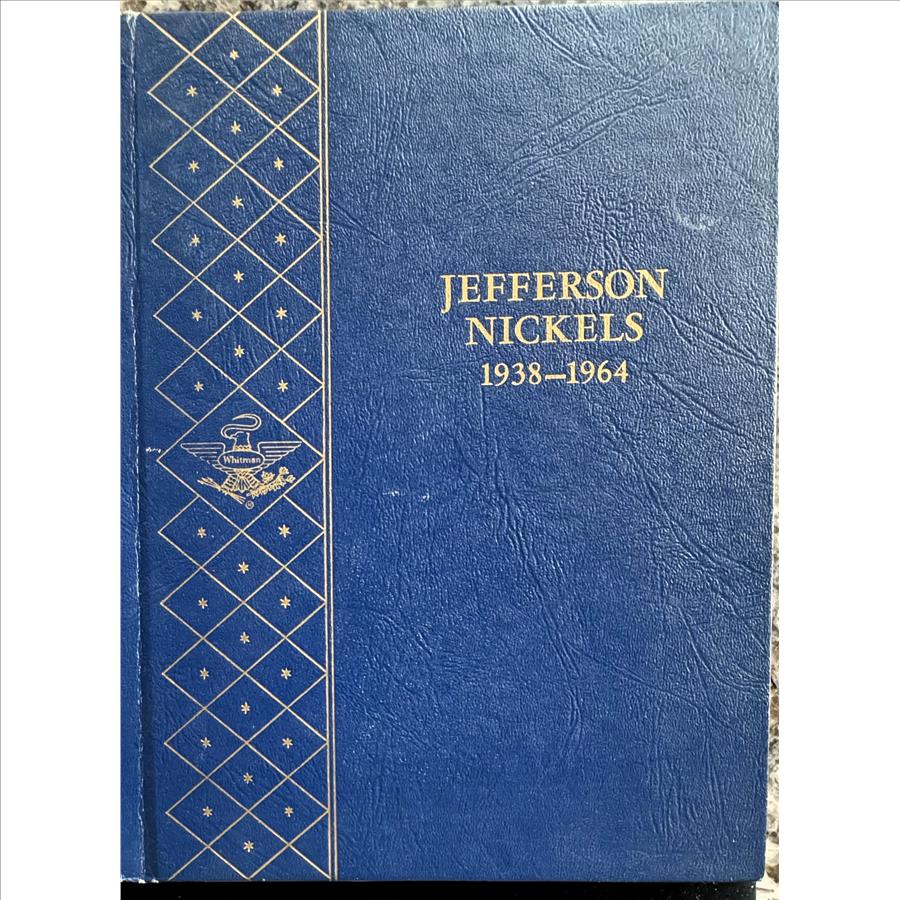 JEFFERSON
NICKELS
1938–1964
Whitman